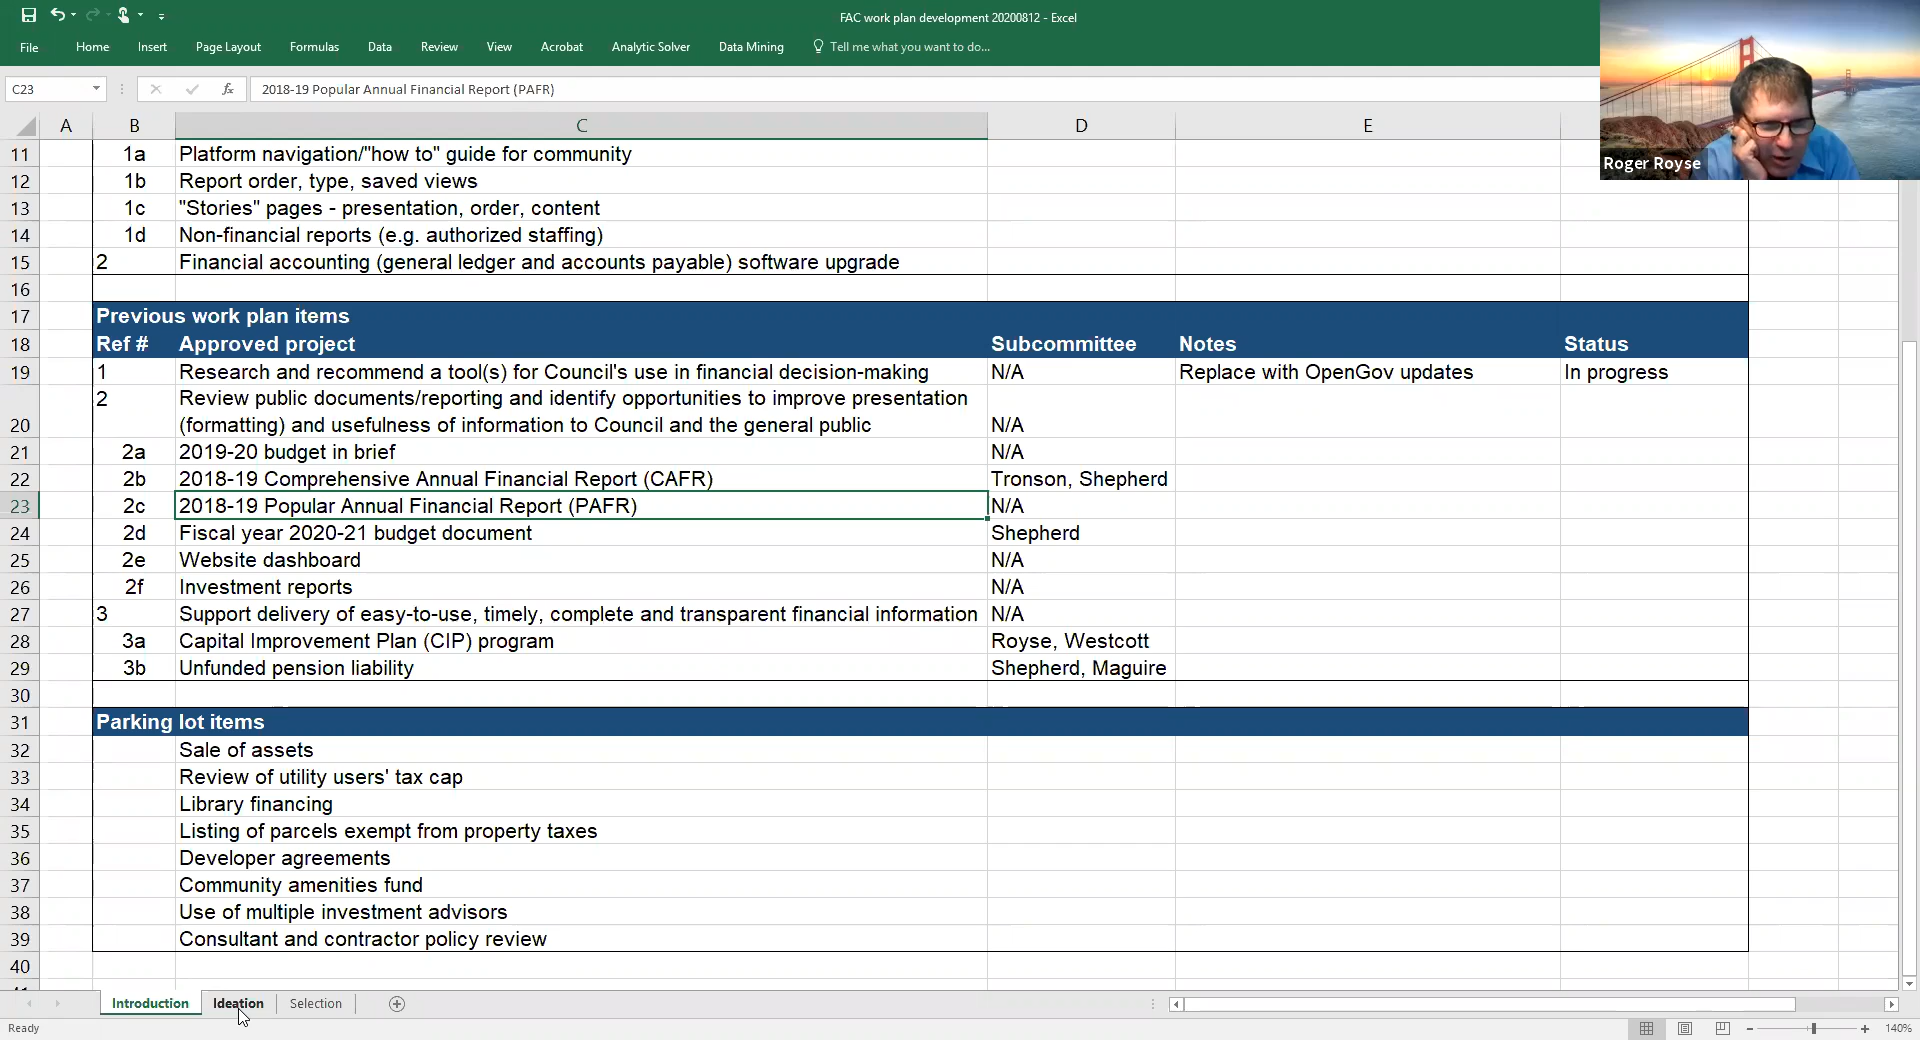 FAC work plan development 20200812 - Excel
File Home Insert Page Layout Formulas Data Review View Acrobat Analytic Solver Data Mining Tell me what you want to do...
C23 fx 2018-19 Popular Annual Financial Report (PAFR)
A B C D E
11 1a Platform navigation/"how to" guide for community
Roger Royse
12 1b Report order, type, saved views
13 1c "Stories" pages - presentation, order, content
14 1d Non-financial reports (e.g. authorized staffing)
15 2 Financial accounting (general ledger and accounts payable) software upgrade
16
17 Previous work plan items
18 Ref # Approved project Subcommittee Notes Status
19 1 Research and recommend a tool(s) for Council's use in financial decision-making N/A Replace with OpenGov updates In progress
2 Review public documents/reporting and identify opportunities to improve presentation
20 (formatting) and usefulness of information to Council and the general public N/A
21 2a 2019-20 budget in brief N/A
22 2b 2018-19 Comprehensive Annual Financial Report (CAFR) Tronson, Shepherd
23 2c 2018-19 Popular Annual Financial Report (PAFR) N/A
24 2d Fiscal year 2020-21 budget document Shepherd
25 2e Website dashboard N/A
26 2f Investment reports N/A
27 3 Support delivery of easy-to-use, timely, complete and transparent financial information N/A
28 3a Capital Improvement Plan (CIP) program Royse, Westcott
29 3b Unfunded pension liability Shepherd, Maguire
30
31 Parking lot items
32 Sale of assets
33 Review of utility users' tax cap
34 Library financing
35 Listing of parcels exempt from property taxes
36 Developer agreements
37 Community amenities fund
38 Use of multiple investment advisors
39 Consultant and contractor policy review
40
Introduction Ideation Selection
Ready 140%